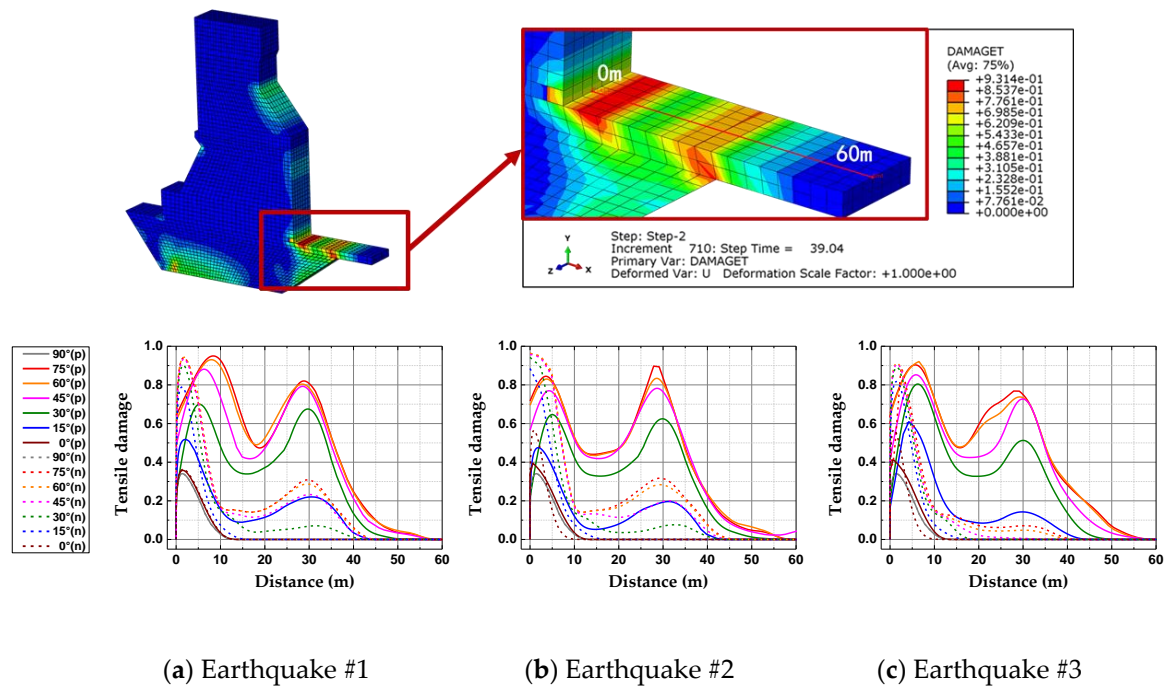 0m
60m
DAMAGET
(Avg: 75%)
+9.314e-01
+8.537e-01
+7.761e-01
+6.985e-01
+6.209e-01
+5.433e-01
+4.657e-01
+3.881e-01
+3.105e-01
+2.328e-01
+1.552e-01
+7.761e-02
+0.000e+00
Y
Z
X
Step: Step-2
Increment 710: Step Time = 39.04
Primary Var: DAMAGET
Deformed Var: U Deformation Scale Factor: +1.000e+00
90°(p)
75°(p)
60°(p)
45°(p)
30°(p)
15°(p)
0°(p)
90°(n)
75°(n)
60°(n)
45°(n)
30°(n)
15°(n)
0°(n)
Tensile damage
1.0
0.8
0.6
0.4
0.2
0.0
0 10 20 30 40 50 60
Distance (m)
Tensile damage
1.0
0.8
0.6
0.4
0.2
0.0
0 10 20 30 40 50 60
Distance (m)
Tensile damage
1.0
0.8
0.6
0.4
0.2
0.0
0 10 20 30 40 50 60
Distance (m)
(a) Earthquake #1
(b) Earthquake #2
(c) Earthquake #3